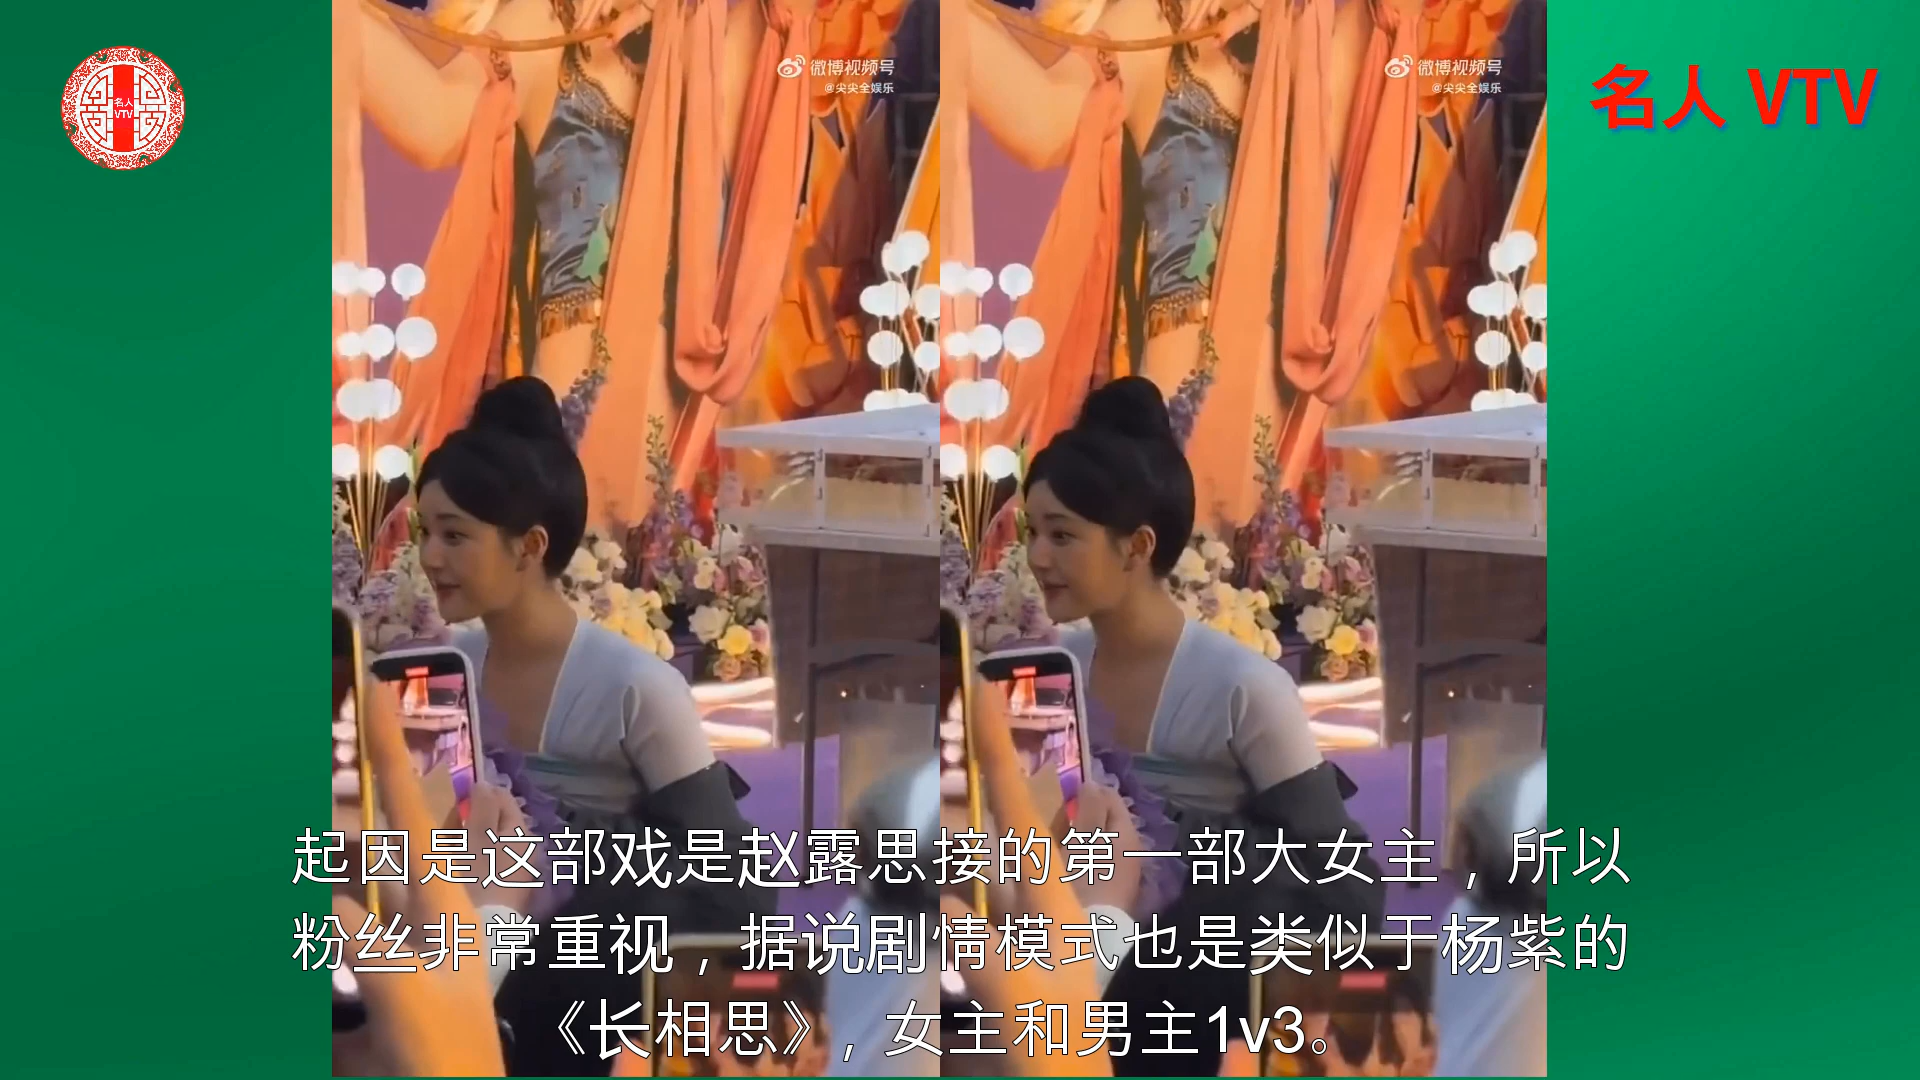 名人
VTV
微博视频号
@尖尖全娱乐
微博视频号
@尖尖全娱乐
名人 VTV
起因是这部戏是赵露思接的第一部大女主，所以
粉丝非常重视，据说剧情模式也是类似于杨紫的
《长相思》，女主和男主1v3。